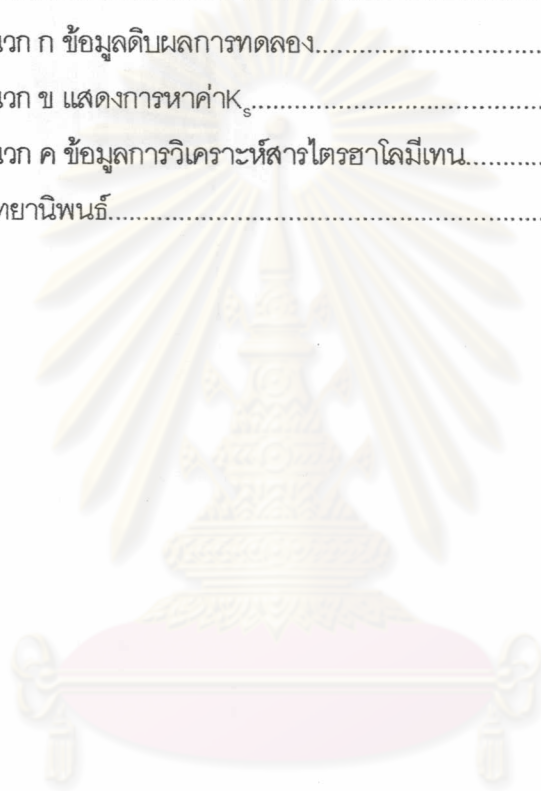 นวก ก ข้อมูลดิบผลการทดลอง........................................
นวก ข แสดงการหาค่าKₛ........................................
นวก ค ข้อมูลการวิเคราะห์สารไตรฮาโลมีเทน....................
ทยานิพนธ์............................................................